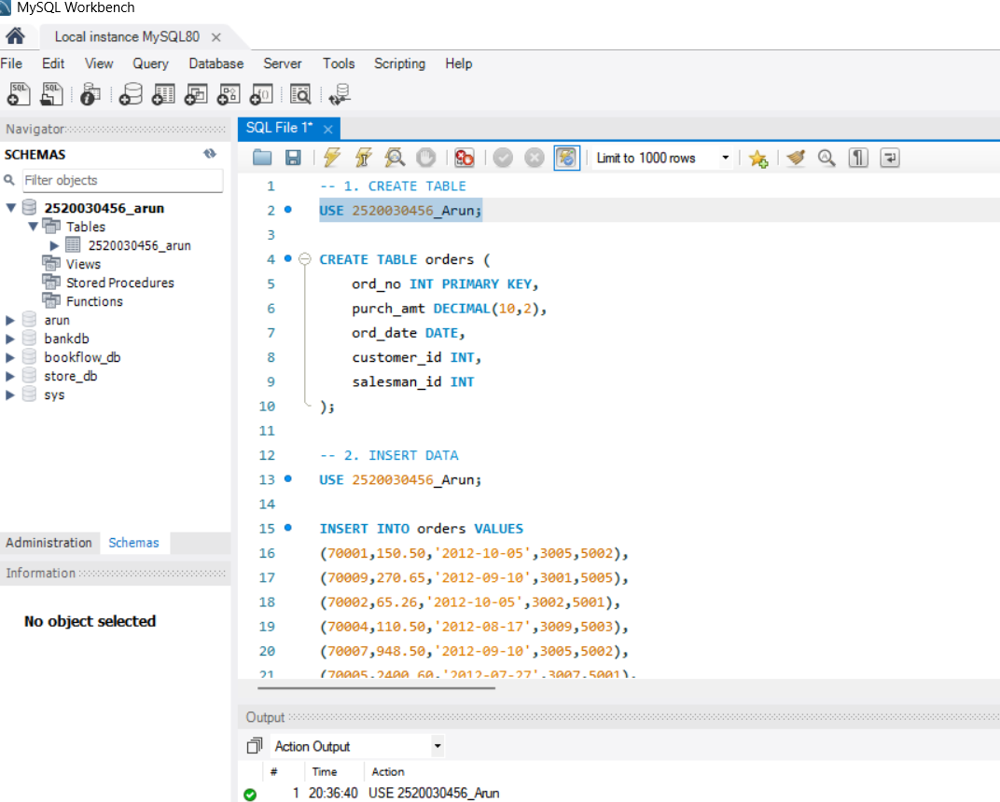 MySQL Workbench
Local instance MySQL80
File Edit View Query Database Server Tools Scripting Help
Navigator
SCHEMAS
Filter objects
2520030456_arun
Tables
2520030456_arun
Views
Stored Procedures
Functions
arun
bankdb
bookflow_db
store_db
sys
Administration Schemas
Information
No object selected
SQL File 1*
Limit to 1000 rows
1 -- 1. CREATE TABLE
2 USE 2520030456_Arun;
3
4 CREATE TABLE orders (
5 ord_no INT PRIMARY KEY,
6 purch_amt DECIMAL(10,2),
7 ord_date DATE,
8 customer_id INT,
9 salesman_id INT
10 );
11
12 -- 2. INSERT DATA
13 USE 2520030456_Arun;
14
15 INSERT INTO orders VALUES
16 (70001,150.50,'2012-10-05',3005,5002),
17 (70009,270.65,'2012-09-10',3001,5005),
18 (70002,65.26,'2012-10-05',3002,5001),
19 (70004,110.50,'2012-08-17',3009,5003),
20 (70007,948.50,'2012-09-10',3005,5002),
21 (70005,2400.60,'2012-07-27',3007,5001),
Output
Action Output
# Time Action
1 20:36:40 USE 2520030456_Arun